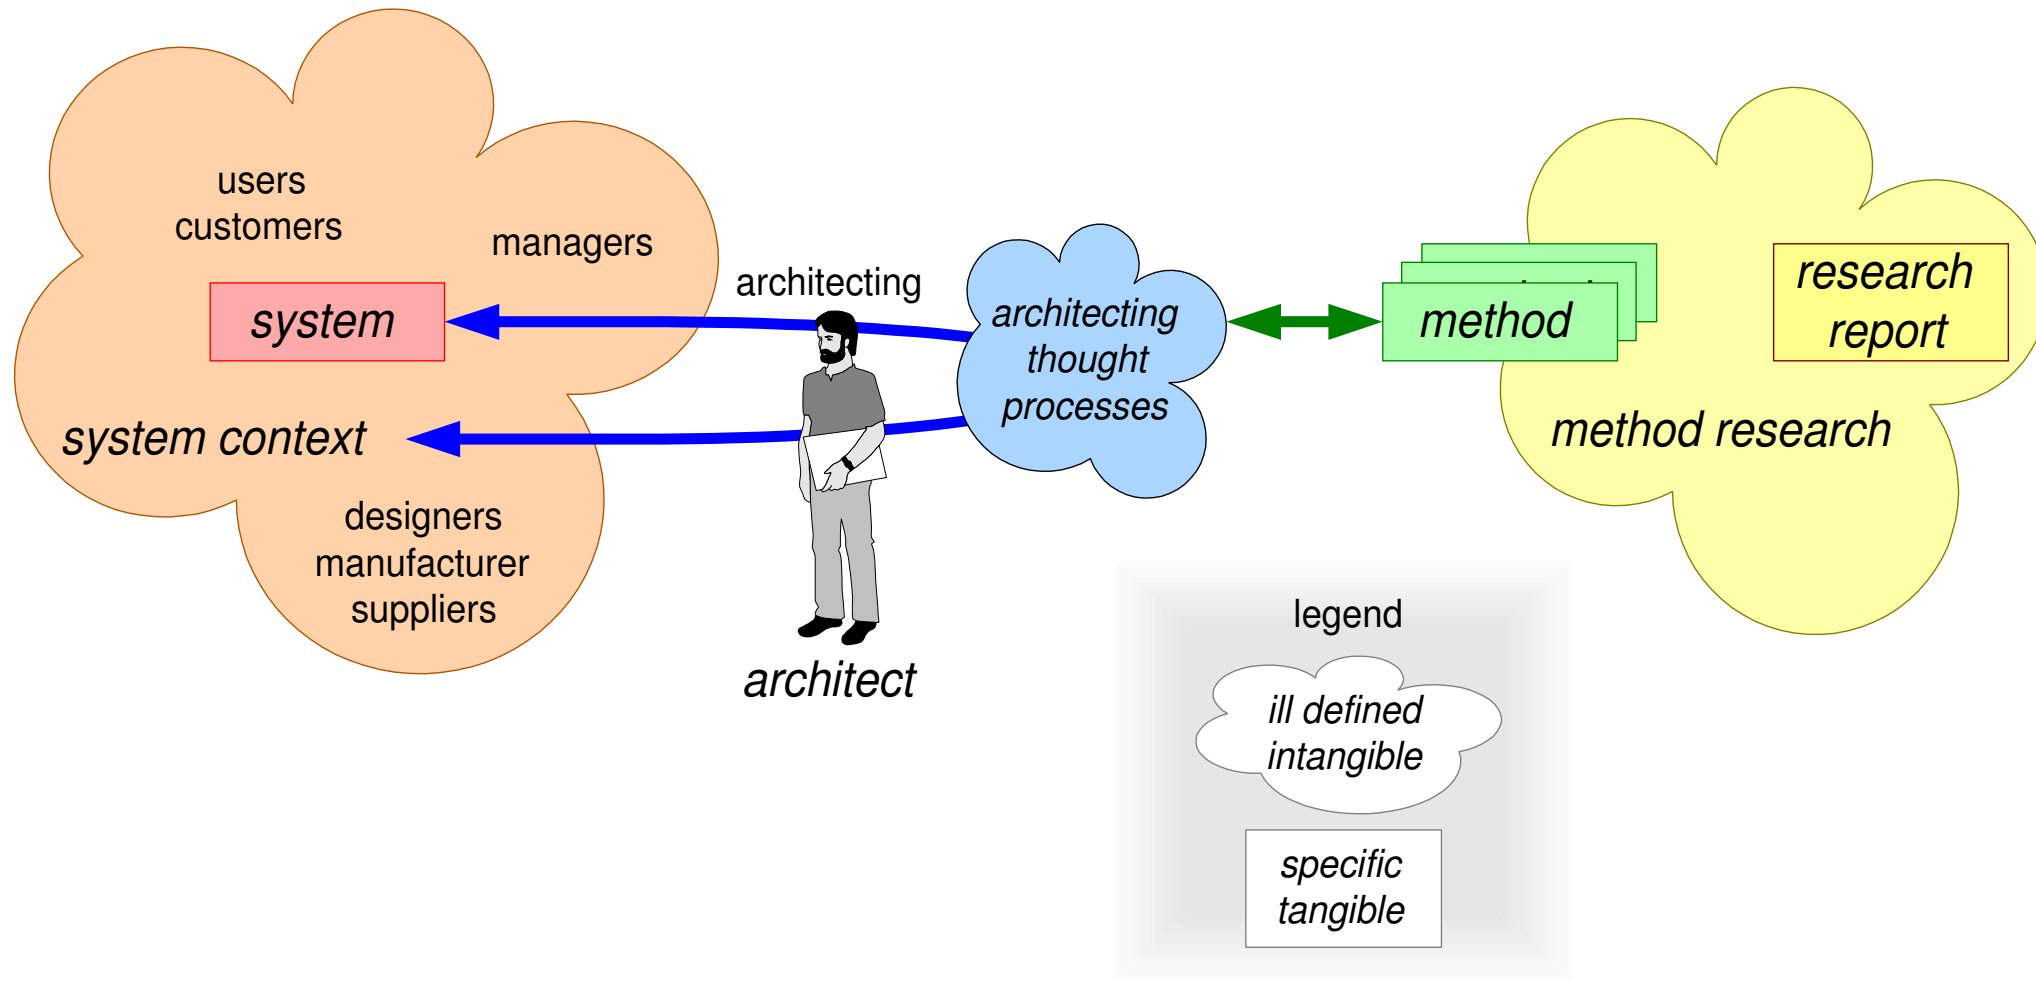 users
customers
managers
system
system context
designers
manufacturer
suppliers
architecting
architect
architecting
thought
processes
method
research
report
method research
legend
ill defined
intangible
specific
tangible